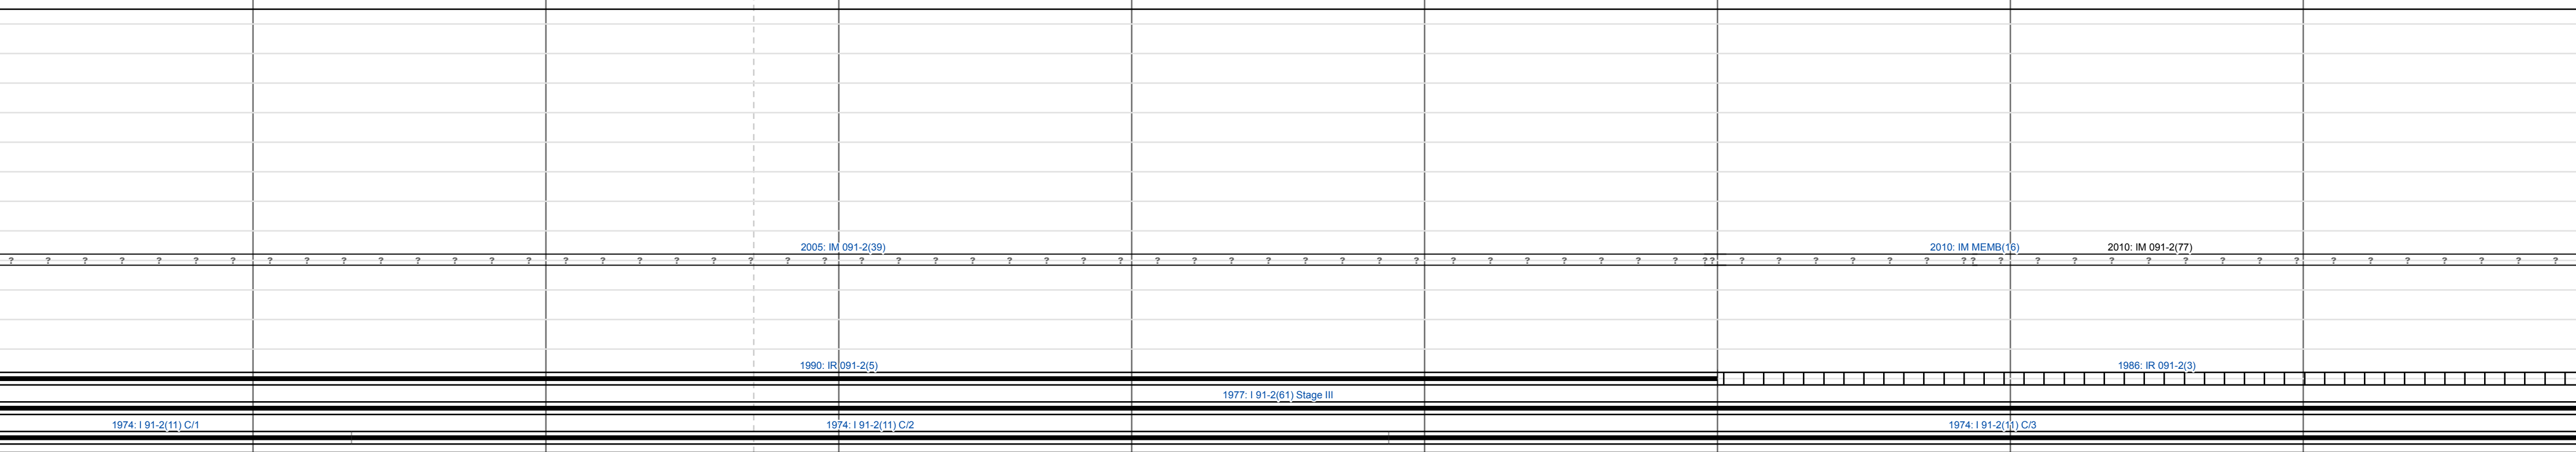 2005: IM 091-2(39) 2010: IM MEMB(16) 2010: IM 091-2(77)
? ? ? ? ? ? ? ? ? ? ? ? ? ? ? ? ? ? ? ? ? ? ? ? ? ? ? ? ? ? ? ? ? ? ? ? ? ? ? ? ? ? ? ? ? ? ? ? ? ? ? ? ? ? ? ? ? ? ? ? ? ? ? ? ? ? ? ? ? ? ? ?
1990: IR 091-2(5) 1986: IR 091-2(3)
1977: I 91-2(61) Stage III
1974: I 91-2(11) C/1 1974: I 91-2(11) C/2 1974: I 91-2(11) C/3